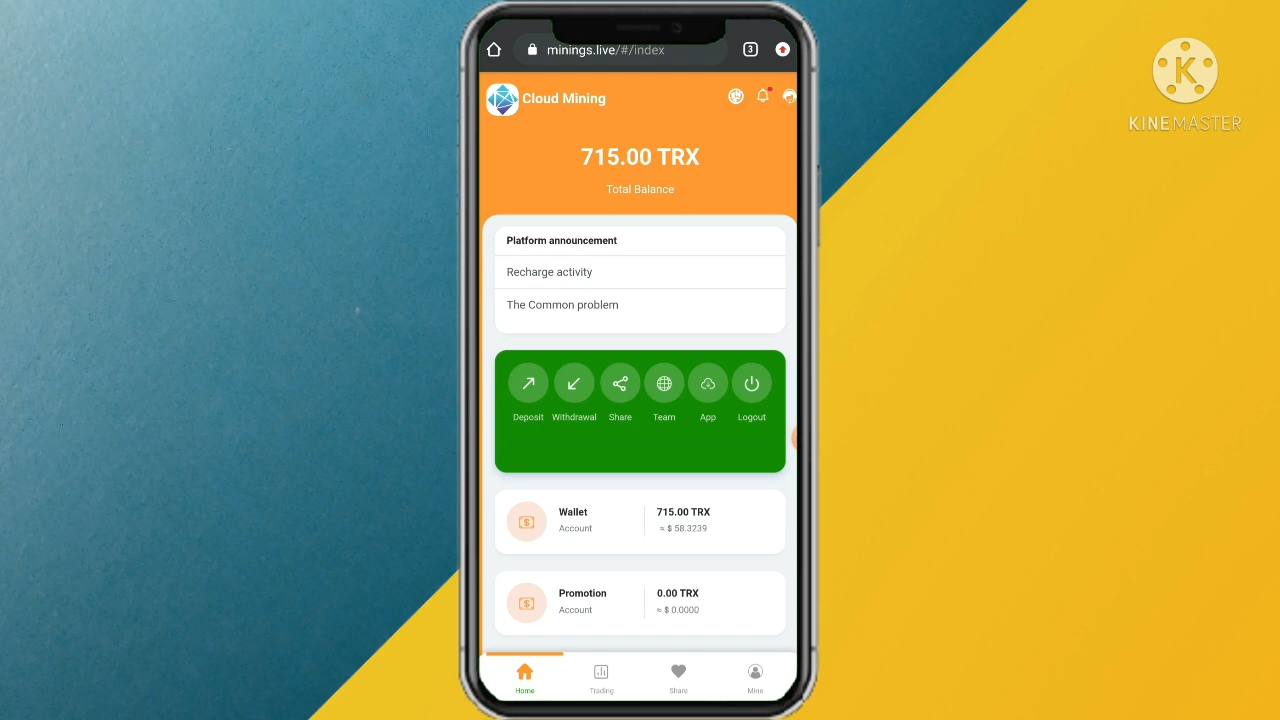 minings.live/#/index
3
Cloud Mining
K
KINEMASTER
715.00 TRX
Total Balance
Platform announcement
Recharge activity
The Common problem
Deposit Withdrawal Share Team App Logout
Wallet
Account
715.00 TRX
≈ $ 58.3239
Promotion
Account
0.00 TRX
≈ $ 0.0000
Home Trading Share Mine